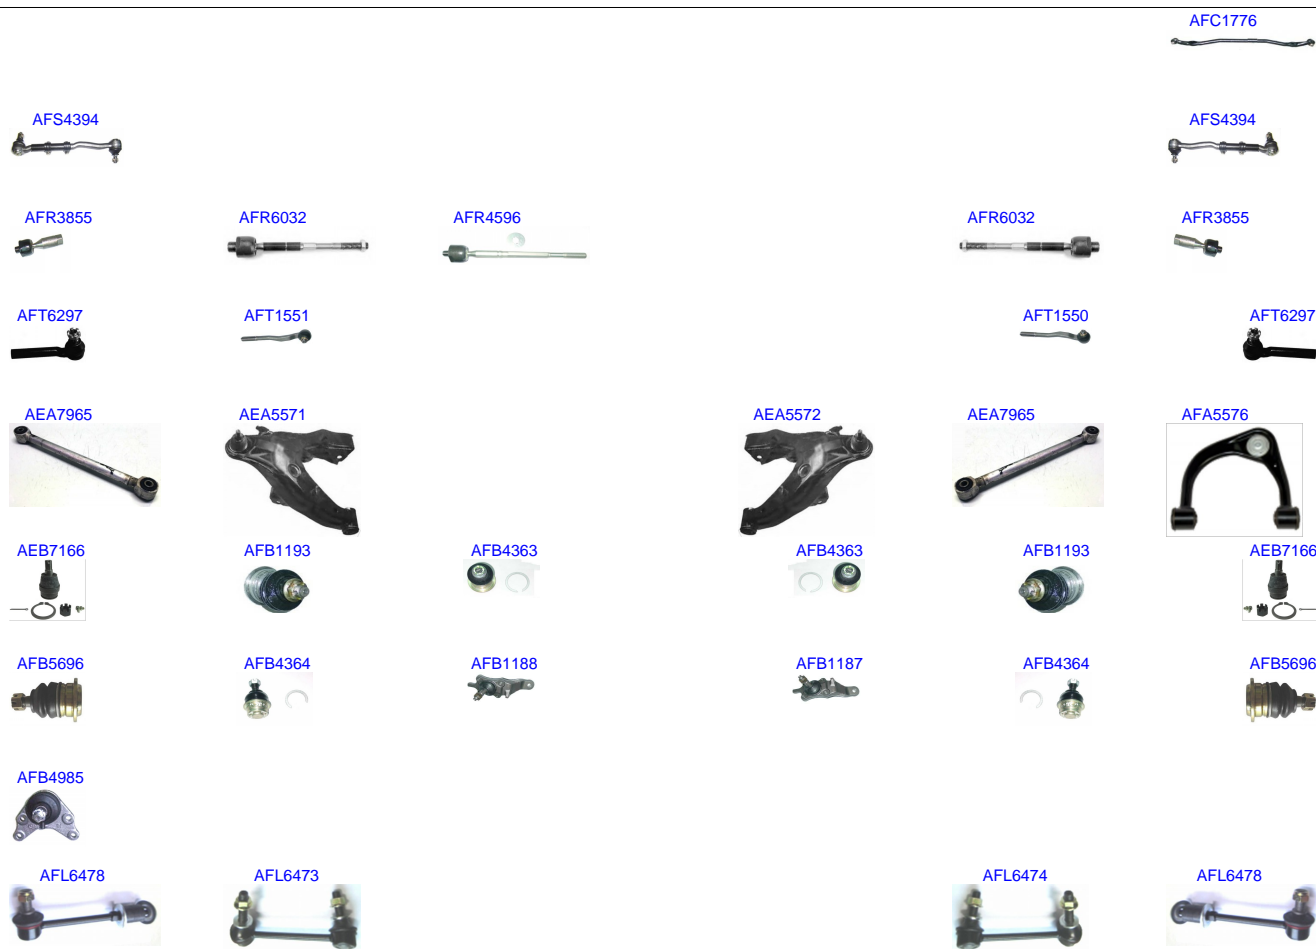 AFC1776
AFS4394 AFS4394
AFR3855 AFR6032 AFR4596 AFR6032 AFR3855
AFT6297 AFT1551 AFT1550 AFT6297
AEA7965 AEA5571 AEA5572 AEA7965 AFA5576
AEB7166 AFB1193 AFB4363 AFB4363 AFB1193 AEB7166
AFB5696 AFB4364 AFB1188 AFB1187 AFB4364 AFB5696
AFB4985
AFL6478 AFL6473 AFL6474 AFL6478